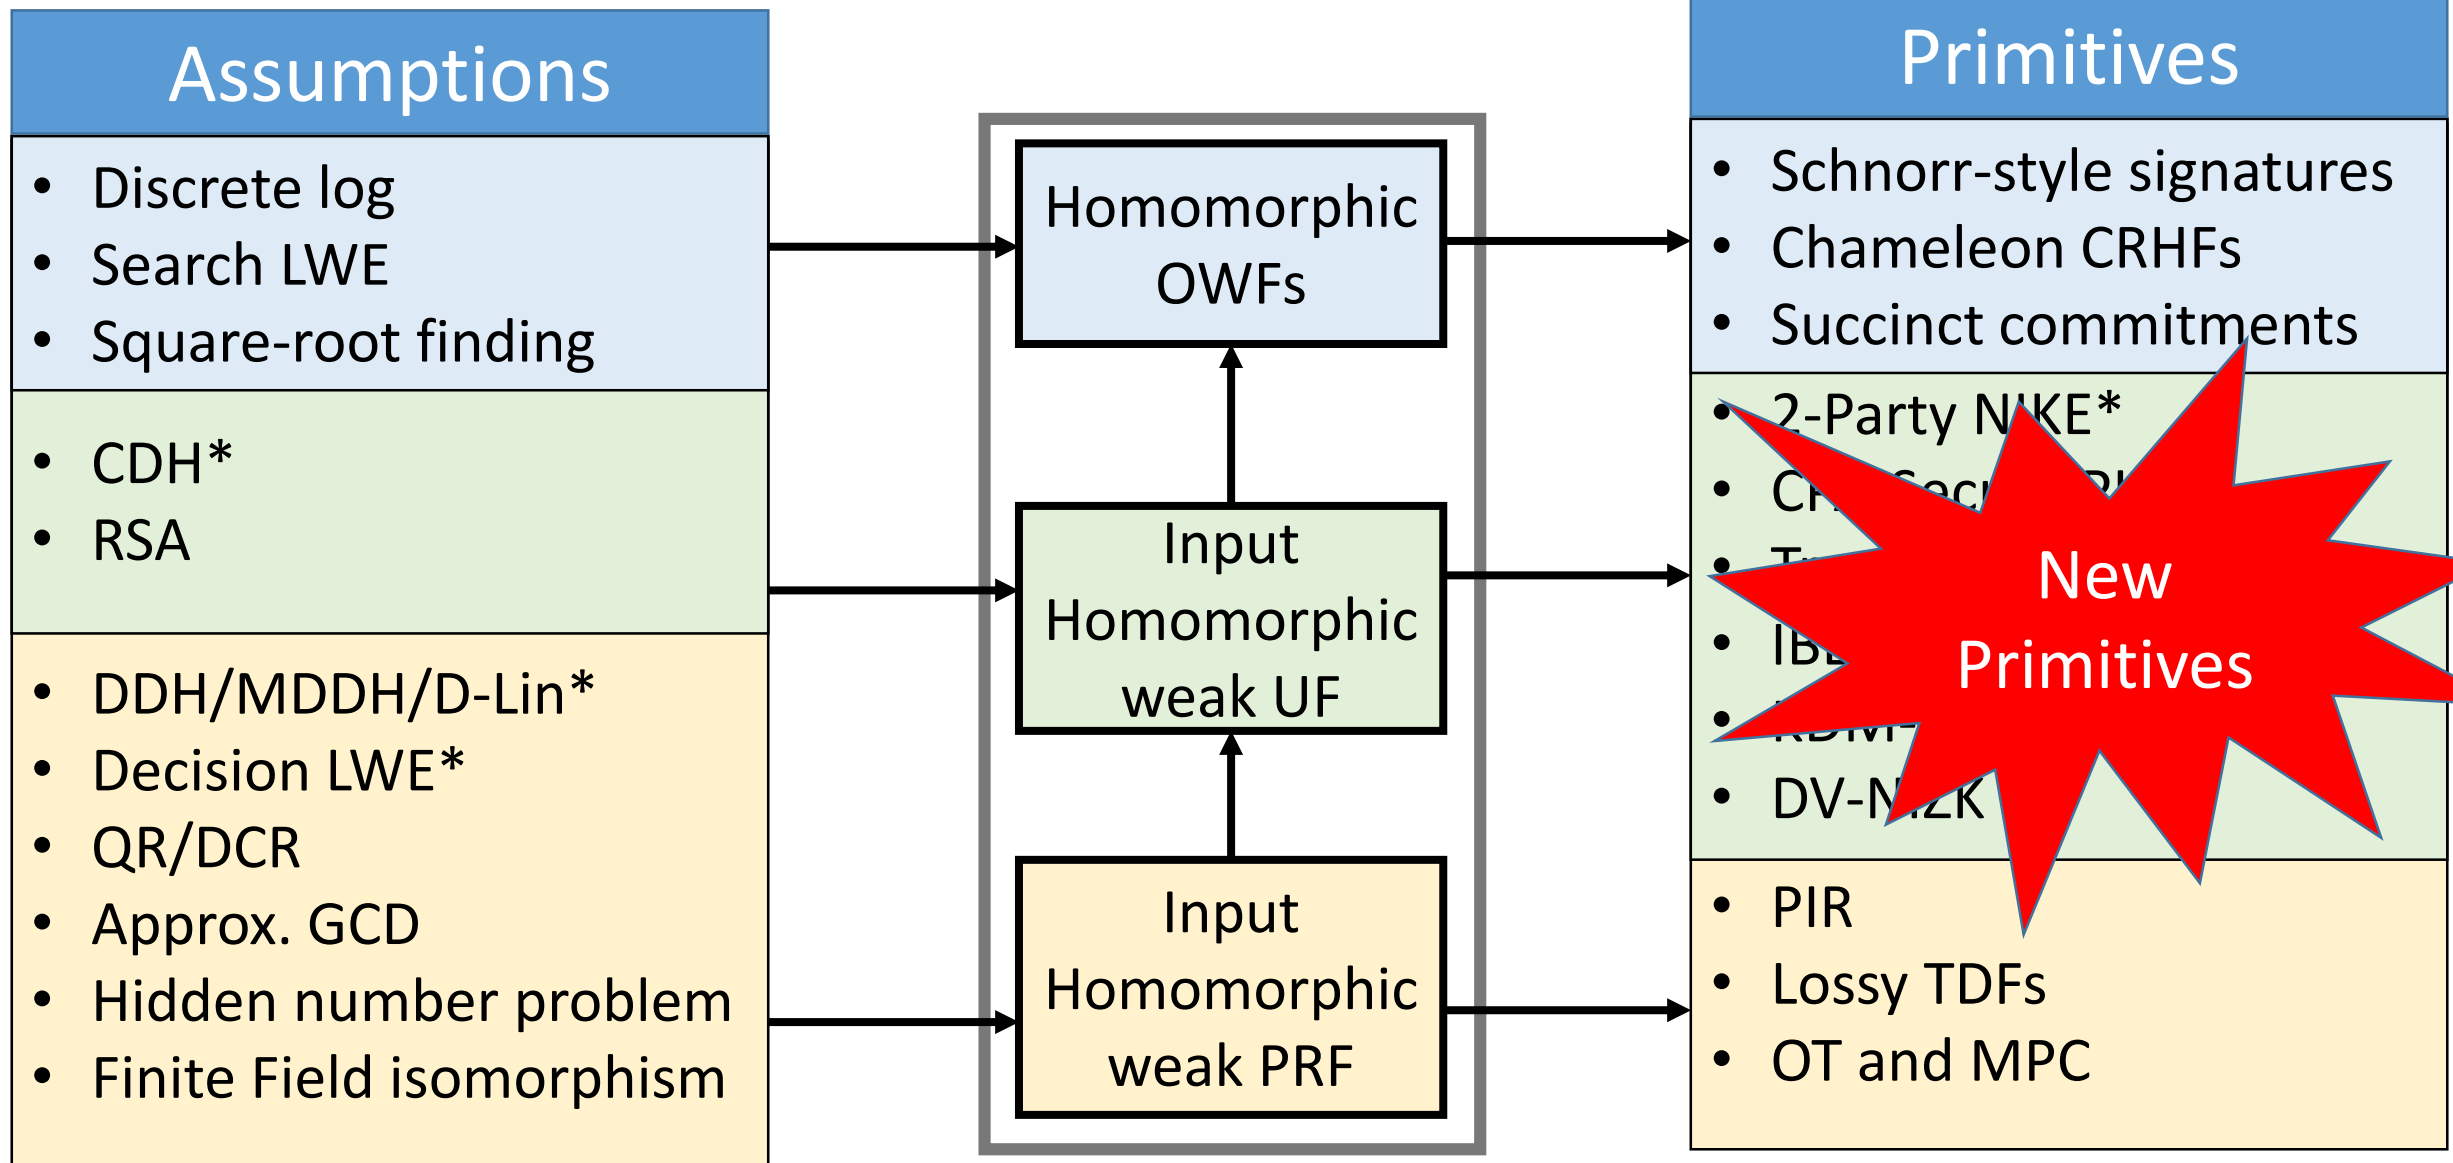 Assumptions
• Discrete log
• Search LWE
• Square-root finding
• CDH*
• RSA
• DDH/MDDH/D-Lin*
• Decision LWE*
• QR/DCR
• Approx. GCD
• Hidden number problem
• Finite Field isomorphism
Homomorphic
OWFs
Input
Homomorphic
weak UF
Input
Homomorphic
weak PRF
Primitives
• Schnorr-style signatures
• Chameleon CRHFs
• Succinct commitments
• 2-Party NIKE*
• DV-NIZK
New
Primitives
• PIR
• Lossy TDFs
• OT and MPC